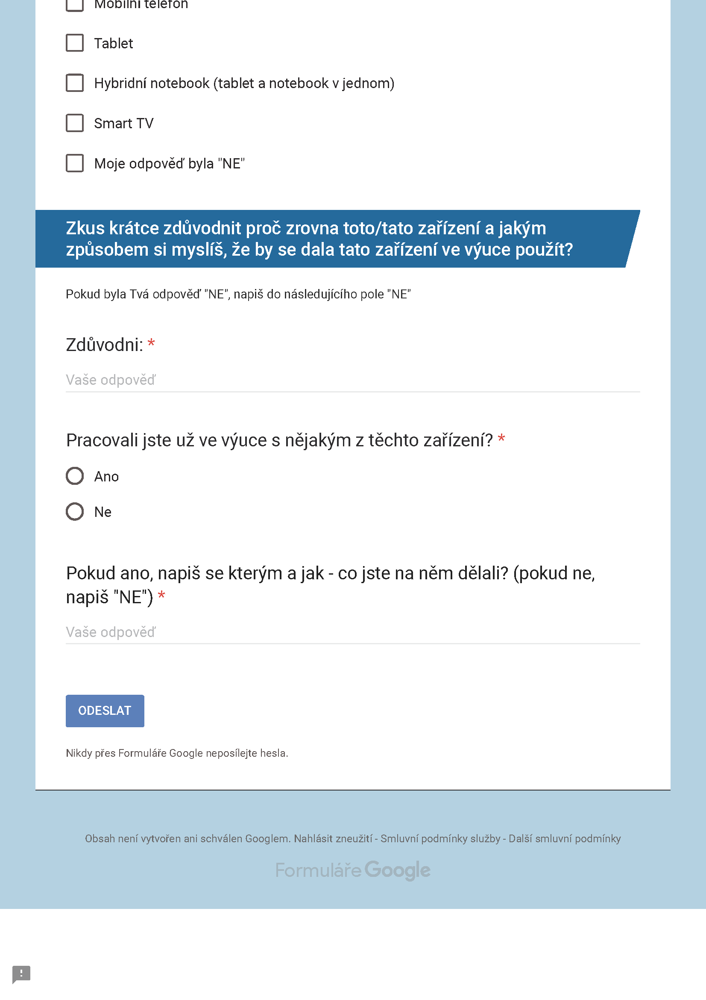 Mobilní telefon
Tablet
Hybridní notebook (tablet a notebook v jednom)
Smart TV
Moje odpověď byla "NE"
Zkus krátce zdůvodnit proč zrovna toto/tato zařízení a jakým
způsobem si myslíš, že by se dala tato zařízení ve výuce použít?
Pokud byla Tvá odpověď "NE", napiš do následujícího pole "NE"
Zdůvodni: *
Vaše odpověď
Pracovali jste už ve výuce s nějakým z těchto zařízení? *
Ano
Ne
Pokud ano, napiš se kterým a jak - co jste na něm dělali? (pokud ne,
napiš "NE") *
Vaše odpověď
ODESLAT
Nikdy přes Formuláře Google neposílejte hesla.
Obsah není vytvořen ani schválen Googlem. Nahlásit zneužití - Smluvní podmínky služby - Další smluvní podmínky
Formuláře Google